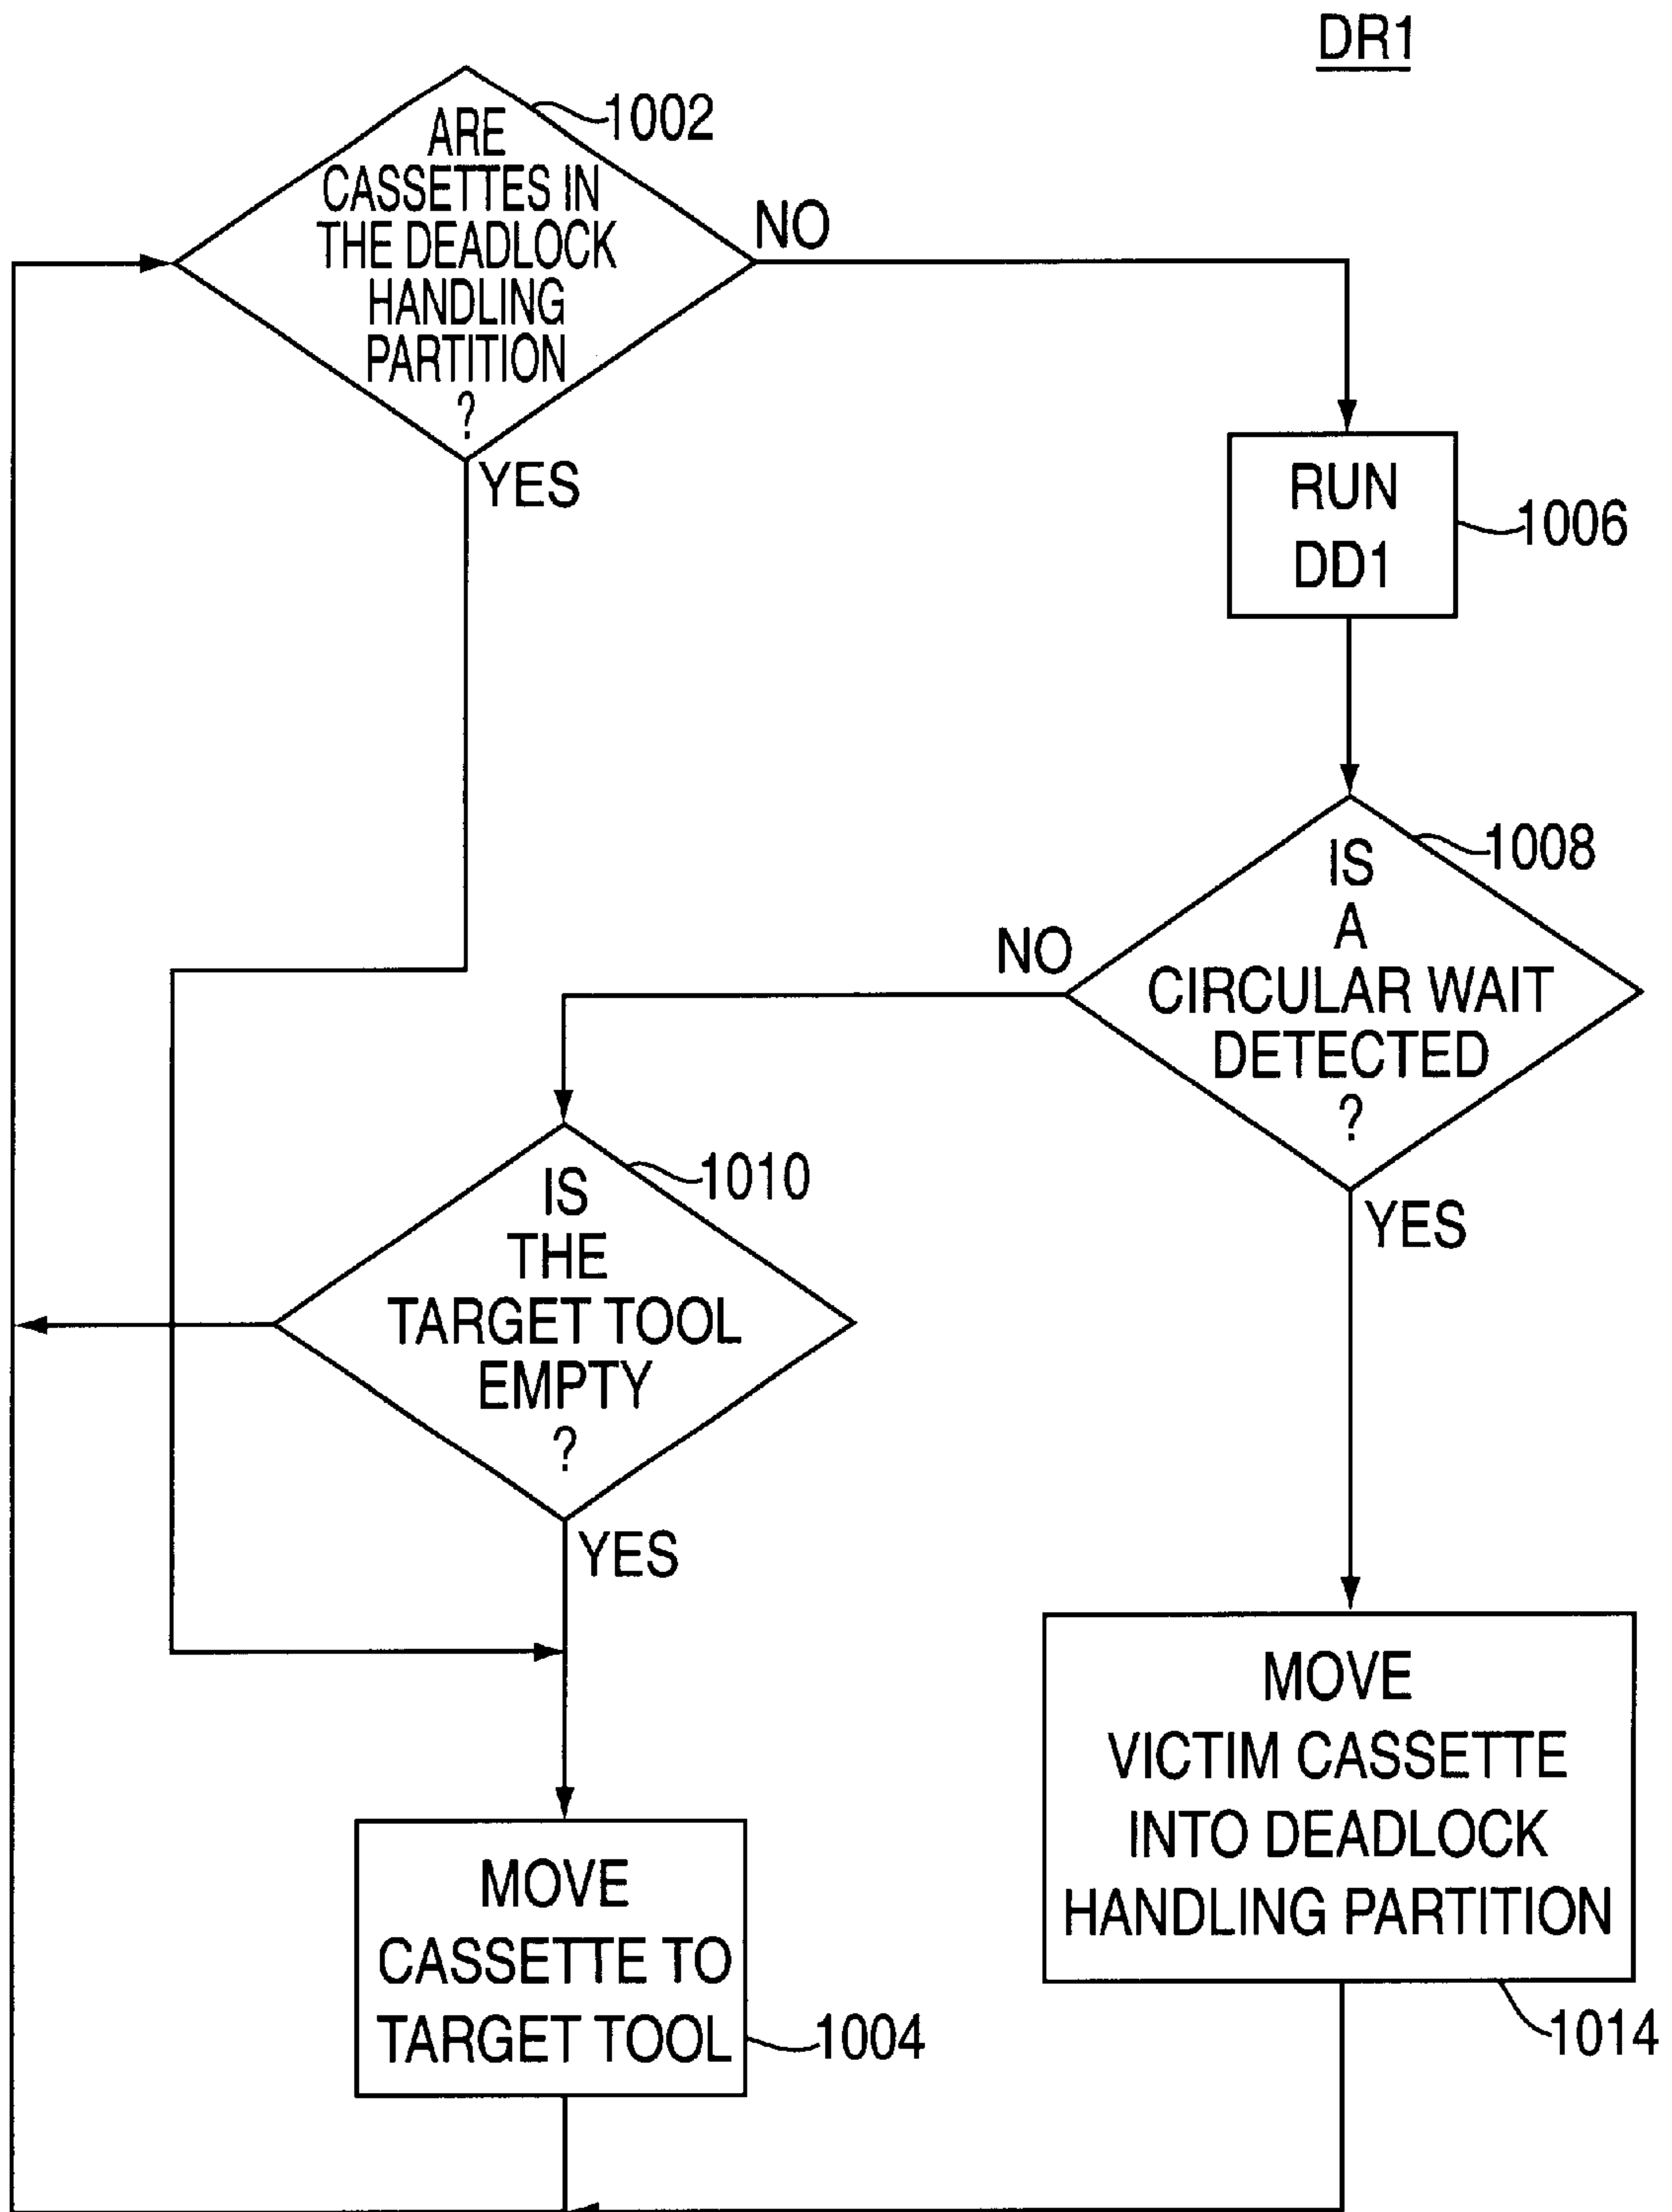 DR1
1002
ARE
CASSETTES IN
THE DEADLOCK
HANDLING
PARTITION
?
NO
YES
RUN
DD1
1006
1008
IS
A
CIRCULAR WAIT
DETECTED
?
NO
YES
1010
IS
THE
TARGET TOOL
EMPTY
?
YES
MOVE
CASSETTE TO
TARGET TOOL
1004
MOVE
VICTIM CASSETTE
INTO DEADLOCK
HANDLING PARTITION
1014